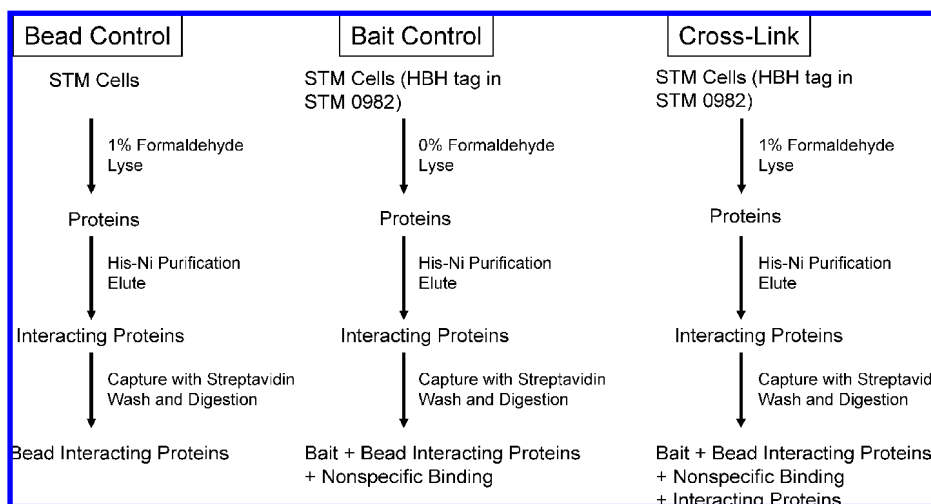 Bead Control
STM Cells
1% Formaldehyde
Lyse
Proteins
His-Ni Purification
Elute
Interacting Proteins
Capture with Streptavidin
Wash and Digestion
Bead Interacting Proteins
Bait Control
STM Cells (HBH tag in
STM 0982)
0% Formaldehyde
Lyse
Proteins
His-Ni Purification
Elute
Interacting Proteins
Capture with Streptavidin
Wash and Digestion
Bait + Bead Interacting Proteins
+ Nonspecific Binding
Cross-Link
STM Cells (HBH tag in
STM 0982)
1% Formaldehyde
Lyse
Proteins
His-Ni Purification
Elute
Interacting Proteins
Capture with Streptavid
Wash and Digestion
Bait + Bead Interacting Proteins
+ Nonspecific Binding
+ Interacting Proteins